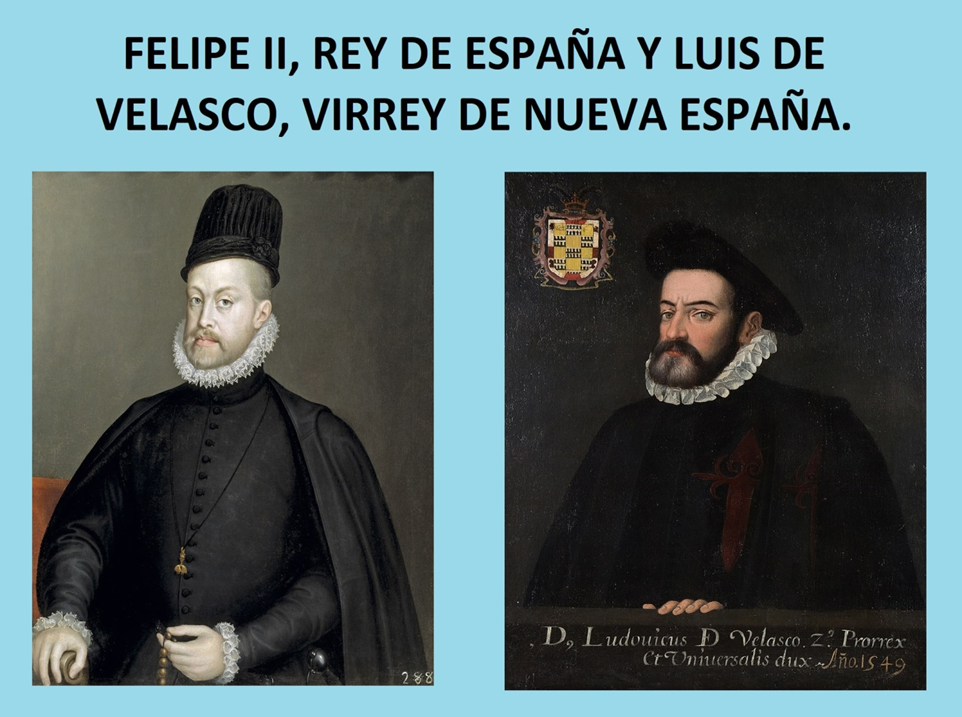 FELIPE II, REY DE ESPAÑA Y LUIS DE
VELASCO, VIRREY DE NUEVA ESPAÑA.
288
D, Ludouicus D Velasco. 2º Prorrex
Et Vniuersalis dux ~Año.1549